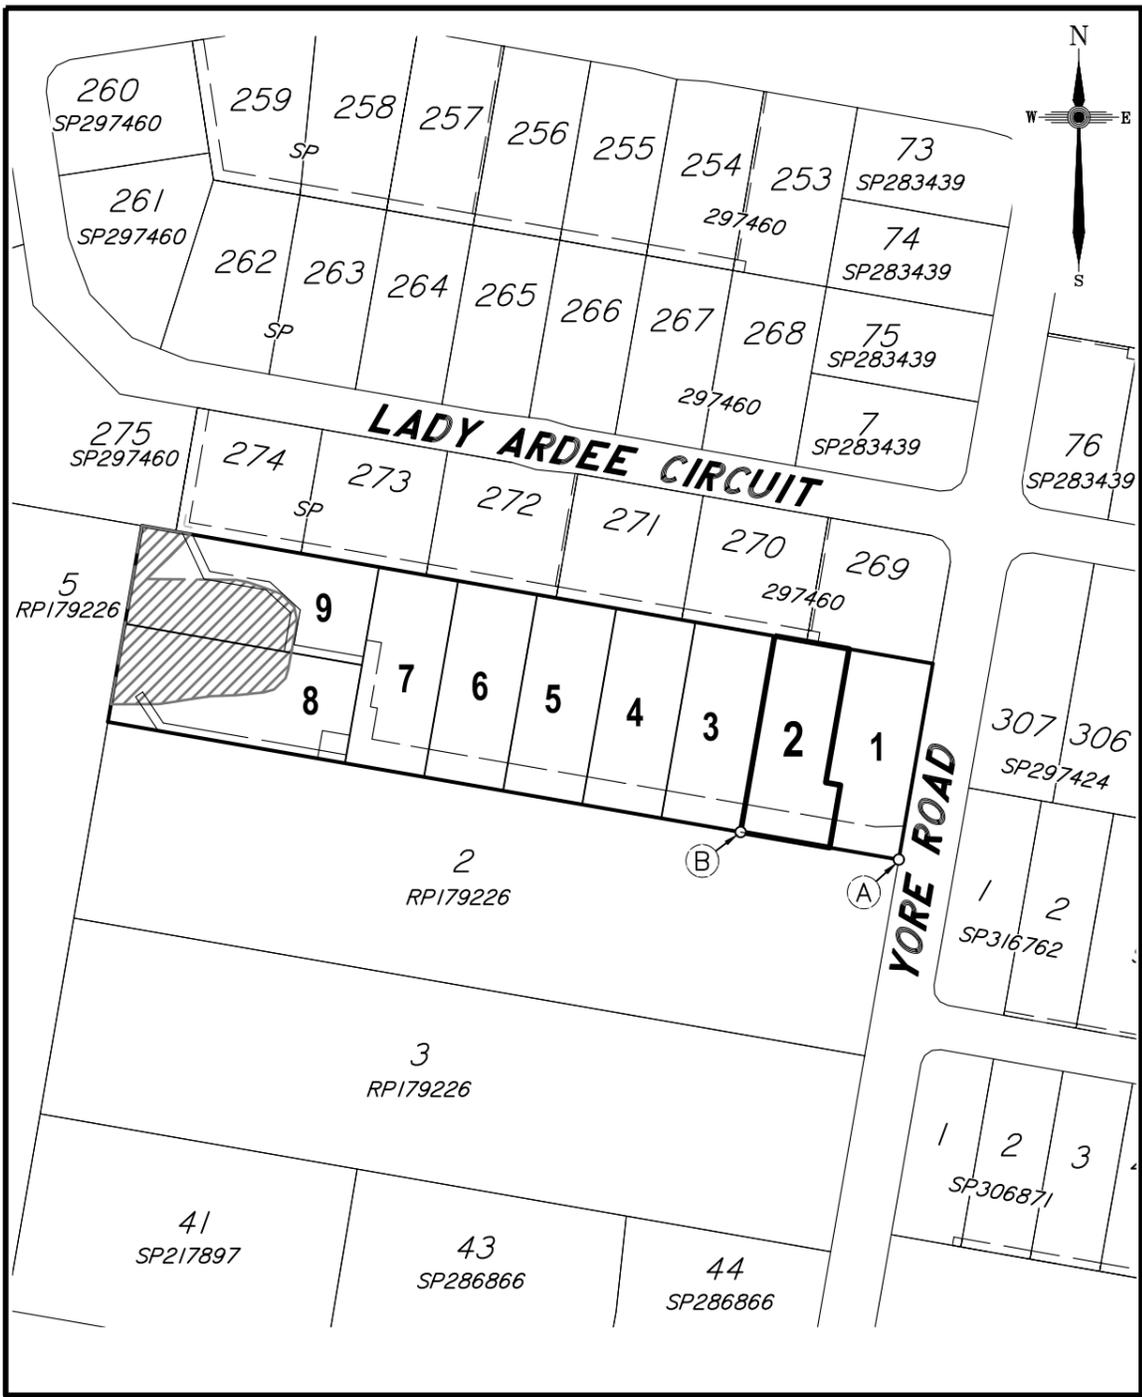 N
W E
S
260
SP297460
259
258
257
256
255
254
253
SP
297460
73
SP283439
261
SP297460
74
SP283439
262
263
264
265
266
267
268
SP
297460
75
SP283439
7
SP283439
76
SP283439
LADY ARDEE CIRCUIT
275
SP297460
274
273
272
271
270
269
SP
297460
5
RP179226
9
8
7
6
5
4
3
2
1
307
306
SP297424
YORE ROAD
B
A
2
RP179226
1
2
SP316762
3
RP179226
1
2
3
SP306871
41
SP217897
43
SP286866
44
SP286866